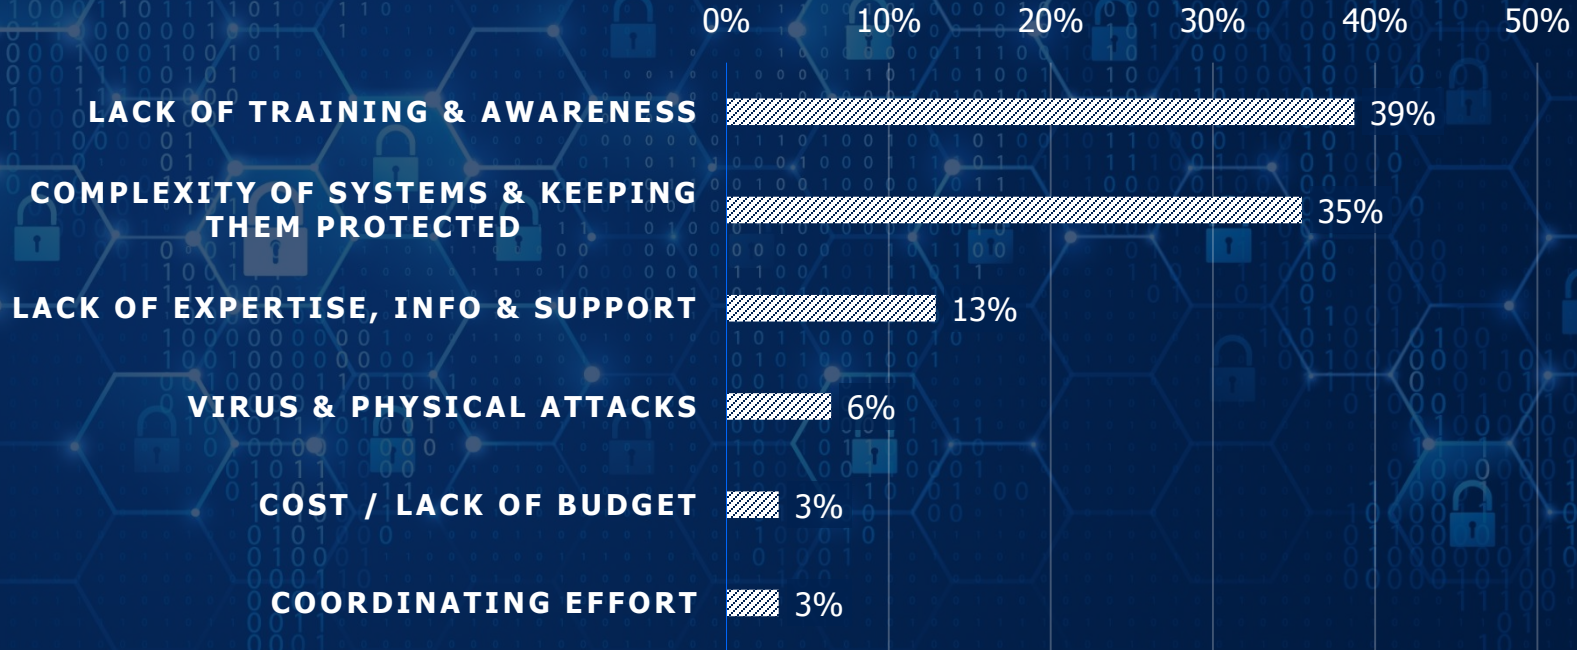 0% 10% 20% 30% 40% 50%
LACK OF TRAINING & AWARENESS 39%
COMPLEXITY OF SYSTEMS & KEEPING
THEM PROTECTED 35%
LACK OF EXPERTISE, INFO & SUPPORT 13%
VIRUS & PHYSICAL ATTACKS 6%
COST / LACK OF BUDGET 3%
COORDINATING EFFORT 3%